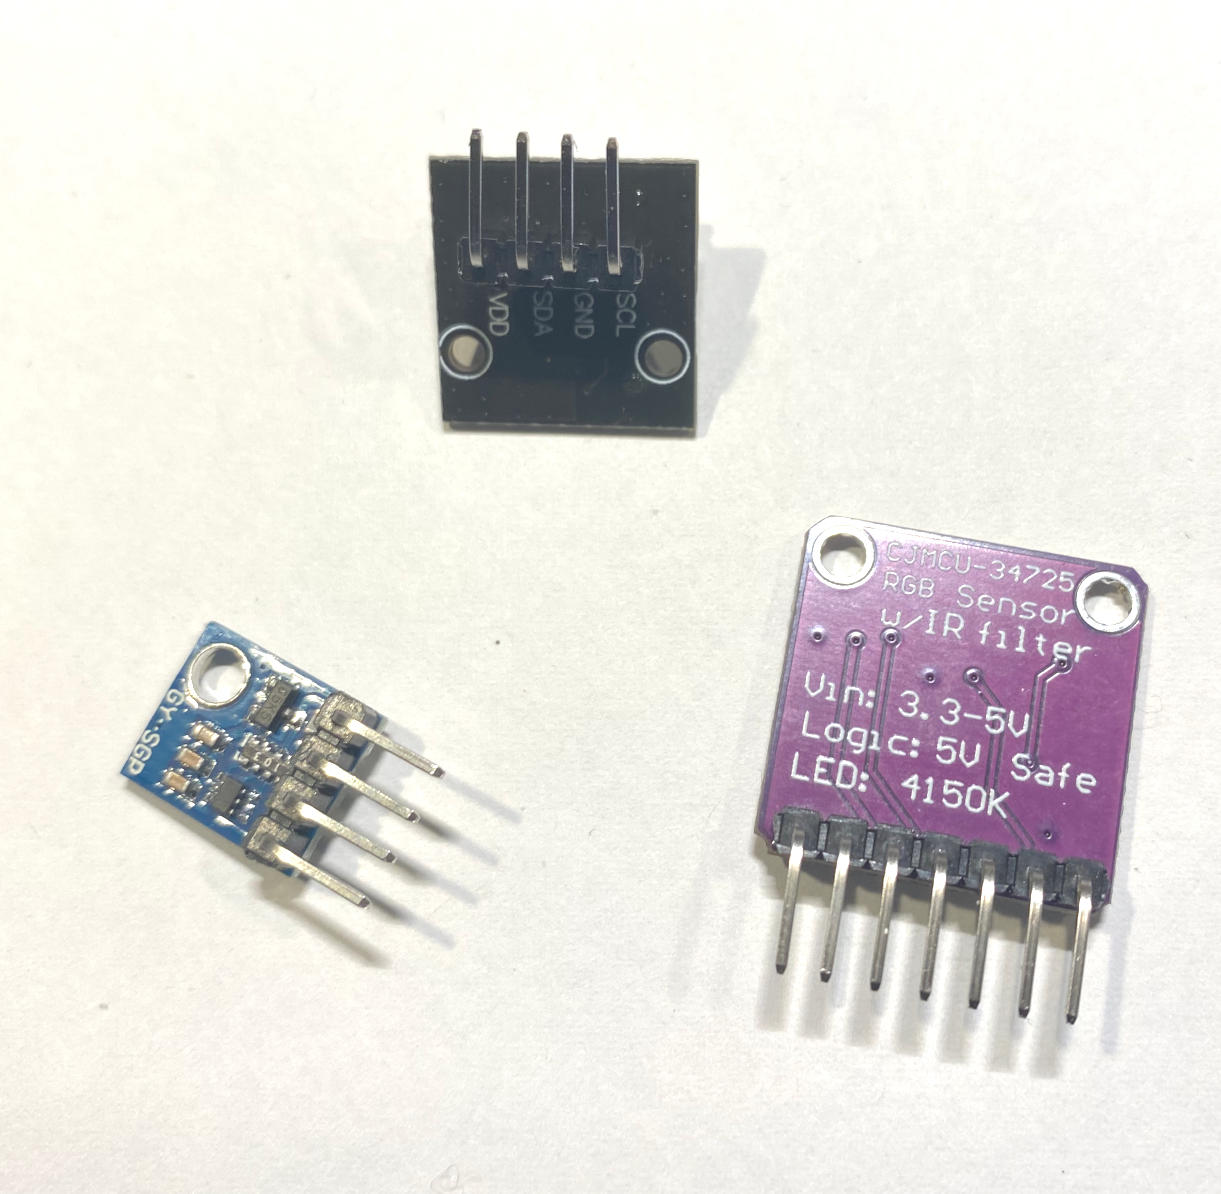 VDD
SDA
GND
SCL
GY-SGP
CJMCU-34725
RGB Sensor
w/IR filter
Vin: 3.3-5V
Logic: 5V Safe
LED: 4150K